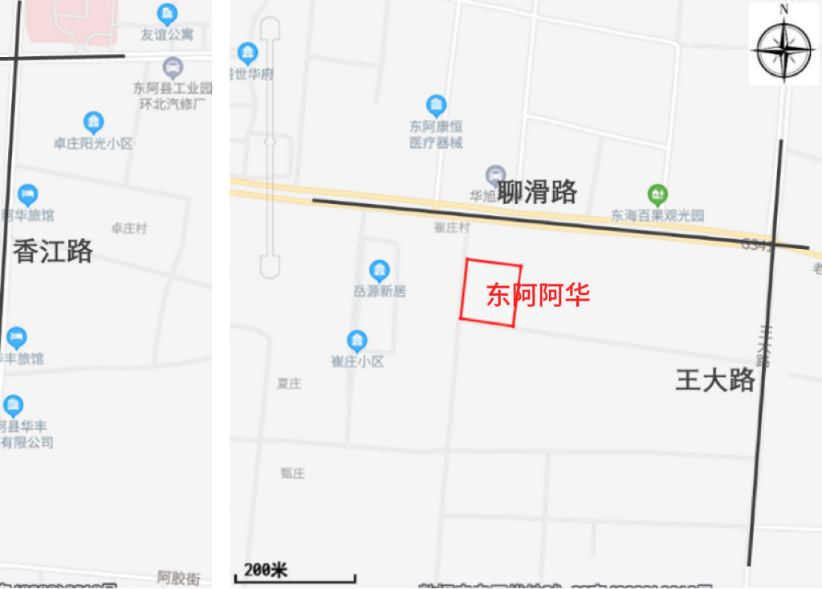 友谊公寓
东阿县工业园
环北汽修厂
卓庄阳光小区
卓庄村
香江路
阿胶街
N
世华府
东阿康恒
医疗器械
华旭
聊滑路
东海百果观光园
崔庄村
G341
老
岳源新居
东阿阿华
崔庄小区
王大路
王大路
夏庄
甄庄
200米
华旅馆
丰旅馆
县华丰
有限公司